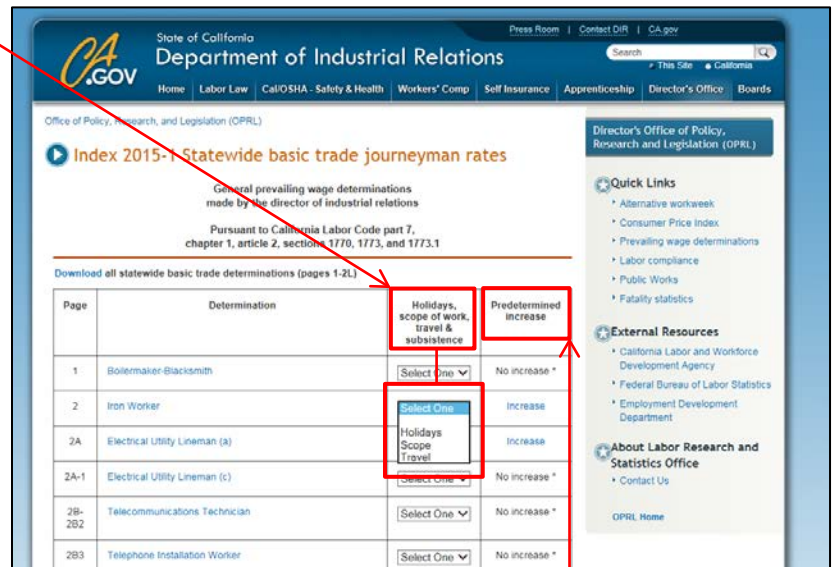 Press Room | Contact DIR | CA.gov
CA
.GOV
State of California
Department of Industrial Relations
Search
This Site California
Home Labor Law Cal/OSHA - Safety & Health Workers' Comp Self Insurance Apprenticeship Director's Office Boards
Office of Policy, Research, and Legislation (OPRL)
Index 2015-1 Statewide basic trade journeyman rates
General prevailing wage determinations
made by the director of industrial relations
Pursuant to California Labor Code part 7,
chapter 1, article 2, sections 1770, 1773, and 1773.1
Download all statewide basic trade determinations (pages 1-2L)
Page Determination Holidays, scope of work, travel & subsistence Predetermined increase
1 Boilermaker-Blacksmith Select One No increase *
2 Iron Worker Select One Increase
Holidays
Scope
Travel
2A Electrical Utility Lineman (a) Increase
2A-1 Electrical Utility Lineman (c) Select One No increase *
2B-2B2 Telecommunications Technician Select One No increase *
2B3 Telephone Installation Worker Select One No increase *
Director's Office of Policy,
Research and Legislation (OPRL)
Quick Links
Alternative workweek
Consumer Price Index
Prevailing wage determinations
Labor compliance
Public Works
Fatality statistics
External Resources
California Labor and Workforce
Development Agency
Federal Bureau of Labor Statistics
Employment Development
Department
About Labor Research and
Statistics Office
Contact Us
OPRL Home